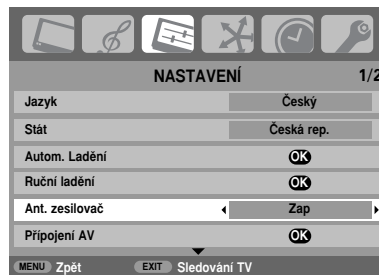 NASTAVENÍ 1/2
Jazyk Český
Stát Česká rep.
Autom. Ladění OK
Ruční ladění OK
Ant. zesilovač Zap
Přípojení AV OK
MENU Zpět EXIT Sledování TV